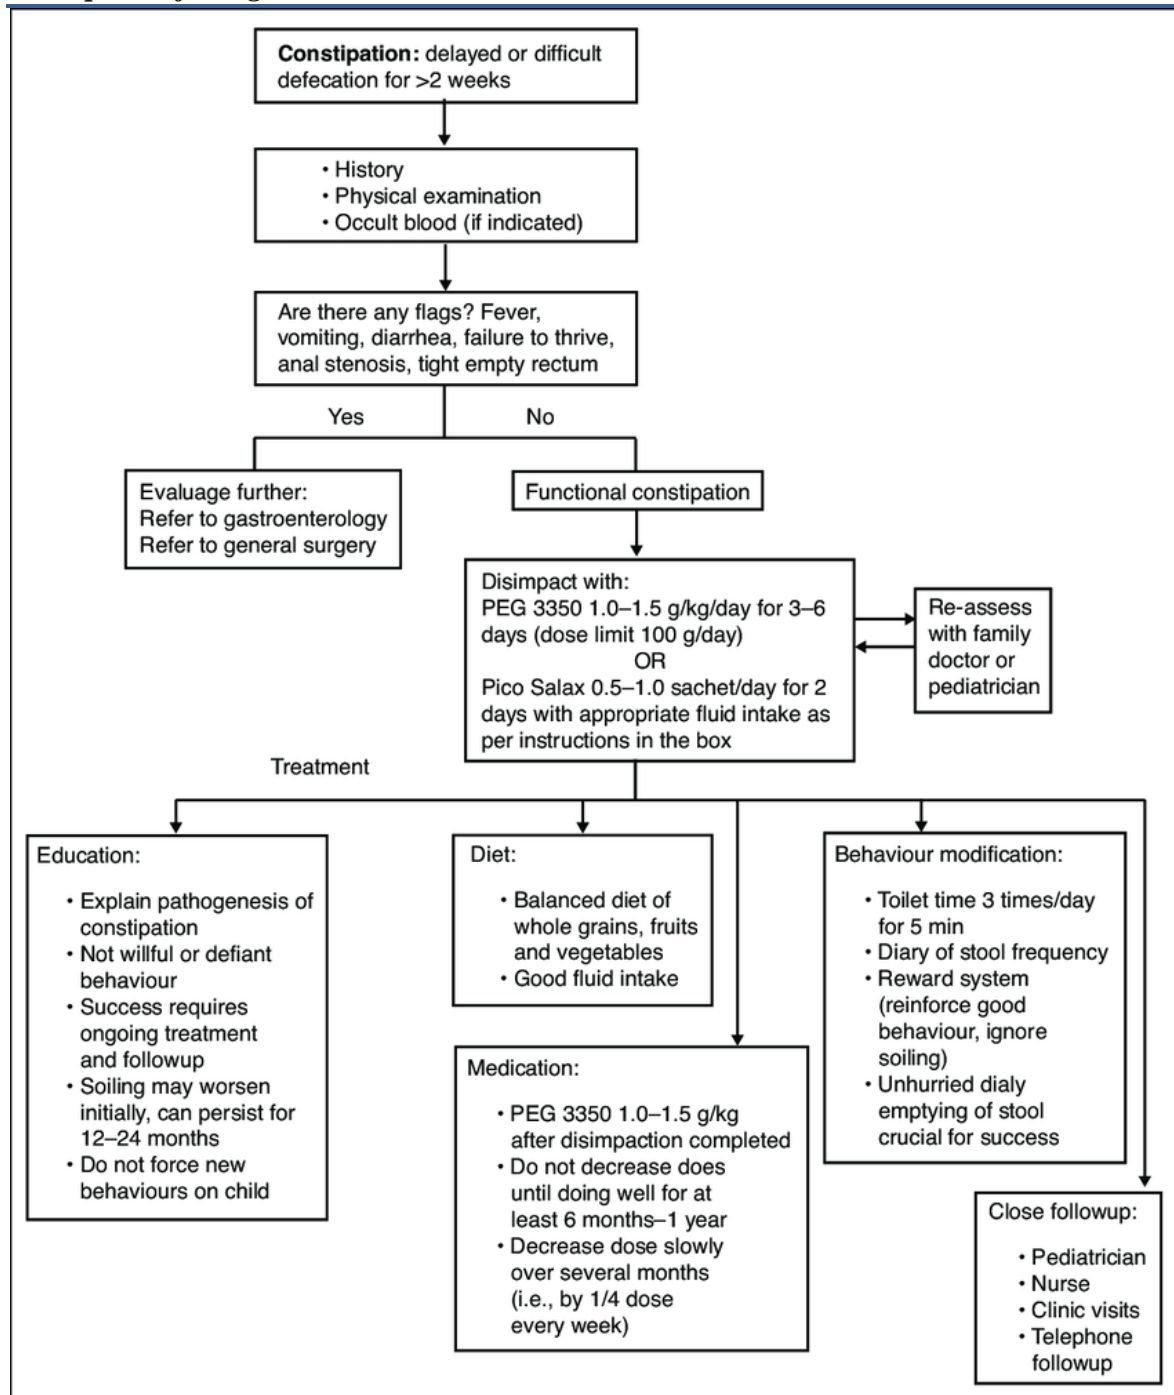 Constipation: delayed or difficult
defecation for >2 weeks
• History
• Physical examination
• Occult blood (if indicated)
Are there any flags? Fever,
vomiting, diarrhea, failure to thrive,
anal stenosis, tight empty rectum
Yes
No
Evaluage further:
Refer to gastroenterology
Refer to general surgery
Functional constipation
Disimpact with:
PEG 3350 1.0–1.5 g/kg/day for 3–6
days (dose limit 100 g/day)
OR
Pico Salax 0.5–1.0 sachet/day for 2
days with appropriate fluid intake as
per instructions in the box
Re-assess
with family
doctor or
pediatrician
Treatment
Education:
• Explain pathogenesis of
constipation
• Not willful or defiant
behaviour
• Success requires
ongoing treatment
and followup
• Soiling may worsen
initially, can persist for
12–24 months
• Do not force new
behaviours on child
Diet:
• Balanced diet of
whole grains, fruits
and vegetables
• Good fluid intake
Medication:
• PEG 3350 1.0–1.5 g/kg
after disimpaction completed
• Do not decrease does
until doing well for at
least 6 months–1 year
• Decrease dose slowly
over several months
(i.e., by 1/4 dose
every week)
Behaviour modification:
• Toilet time 3 times/day
for 5 min
• Diary of stool frequency
• Reward system
(reinforce good
behaviour, ignore
soiling)
• Unhurried dialy
emptying of stool
crucial for success
Close followup:
• Pediatrician
• Nurse
• Clinic visits
• Telephone
followup